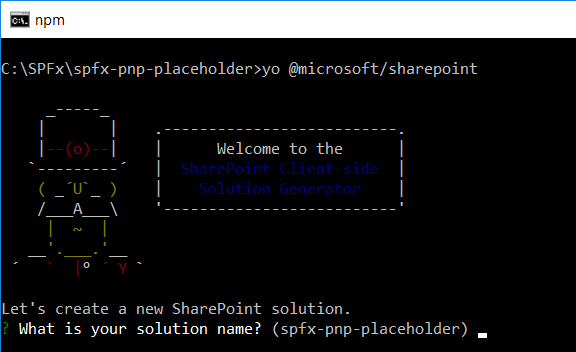 npm
C:\SPFx\spfx-pnp-placeholder>yo @microsoft/sharepoint
Welcome to the
SharePoint Client-side
Solution Generator
Let's create a new SharePoint solution.
? What is your solution name? (spfx-pnp-placeholder)